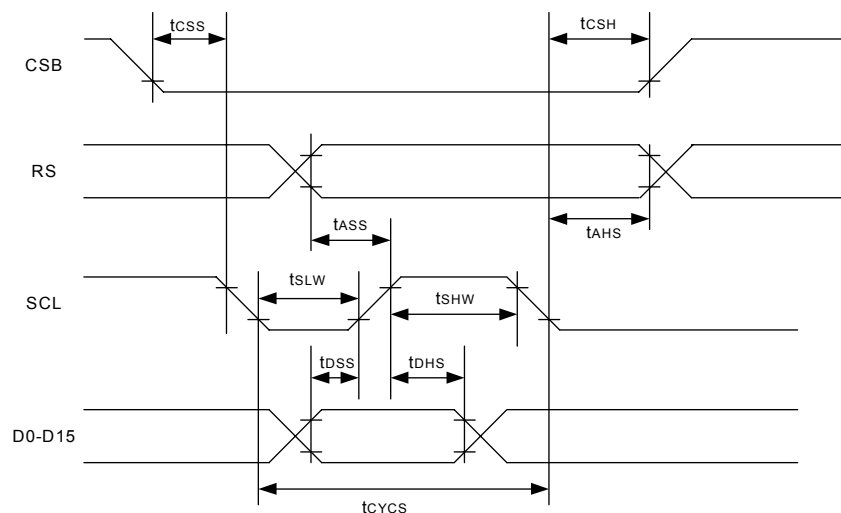 tCSS
tCSH
CSB
RS
tASS
tAHS
tSLW
SCL
tSHW
tDSS
tDHS
D0-D15
tCYCS